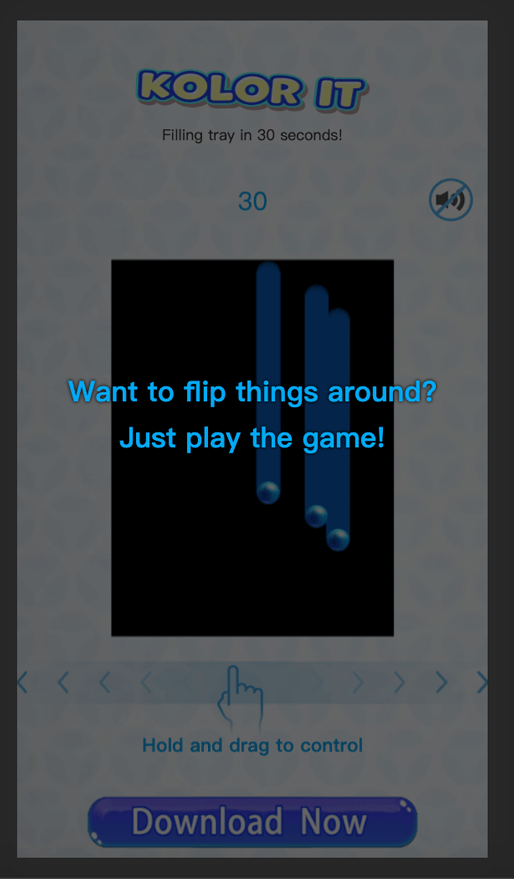 KOLOR IT
Filling tray in 30 seconds!
30
Want to flip things around?
Just play the game!
Hold and drag to control
Download Now